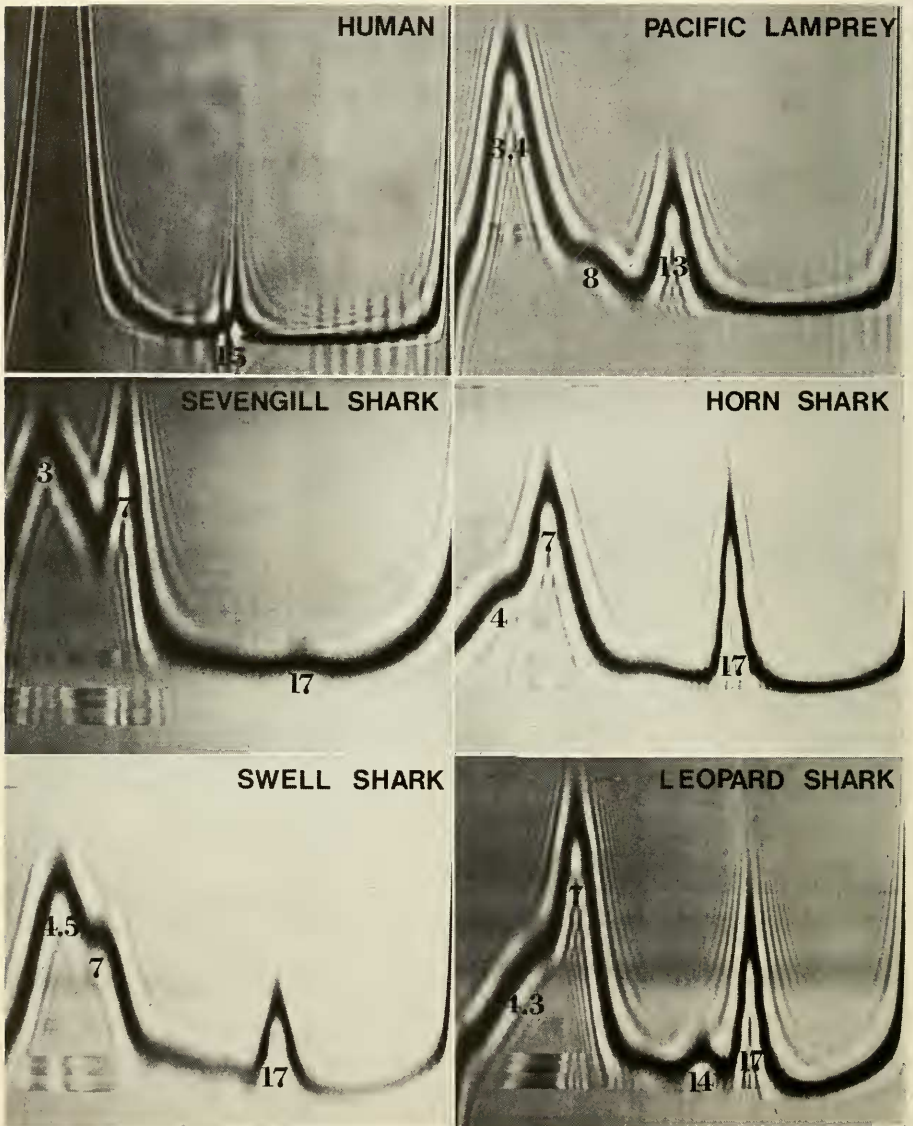 HUMAN
15
PACIFIC LAMPREY
3.4
8
13
SEVENGILL SHARK
3
7
17
HORN SHARK
7
4
17
SWELL SHARK
4.5
7
17
LEOPARD SHARK
7
4.3
14
17